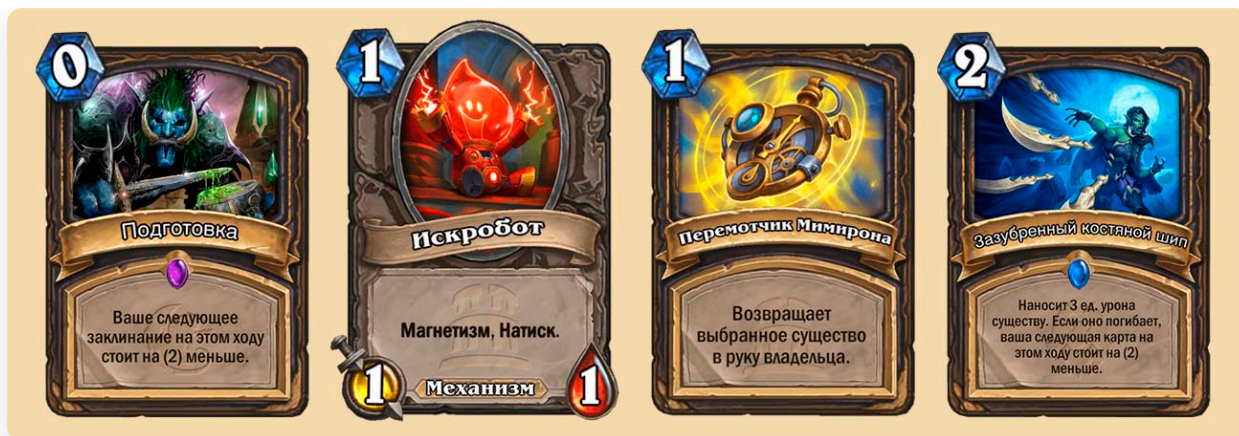 0
Подготовка
Ваше следующее
заклинание на этом ходу
стоит на (2) меньше.
1
Искробот
Магнетизм, Натиск.
1
Механизм
1
1
Перемотчик Мимирона
Возвращает
выбранное существо
в руку владельца.
2
Зазубренный костяной шип
Наносит 3 ед. урона
существу. Если оно погибает,
ваша следующая карта на
этом ходу стоит на (2)
меньше.